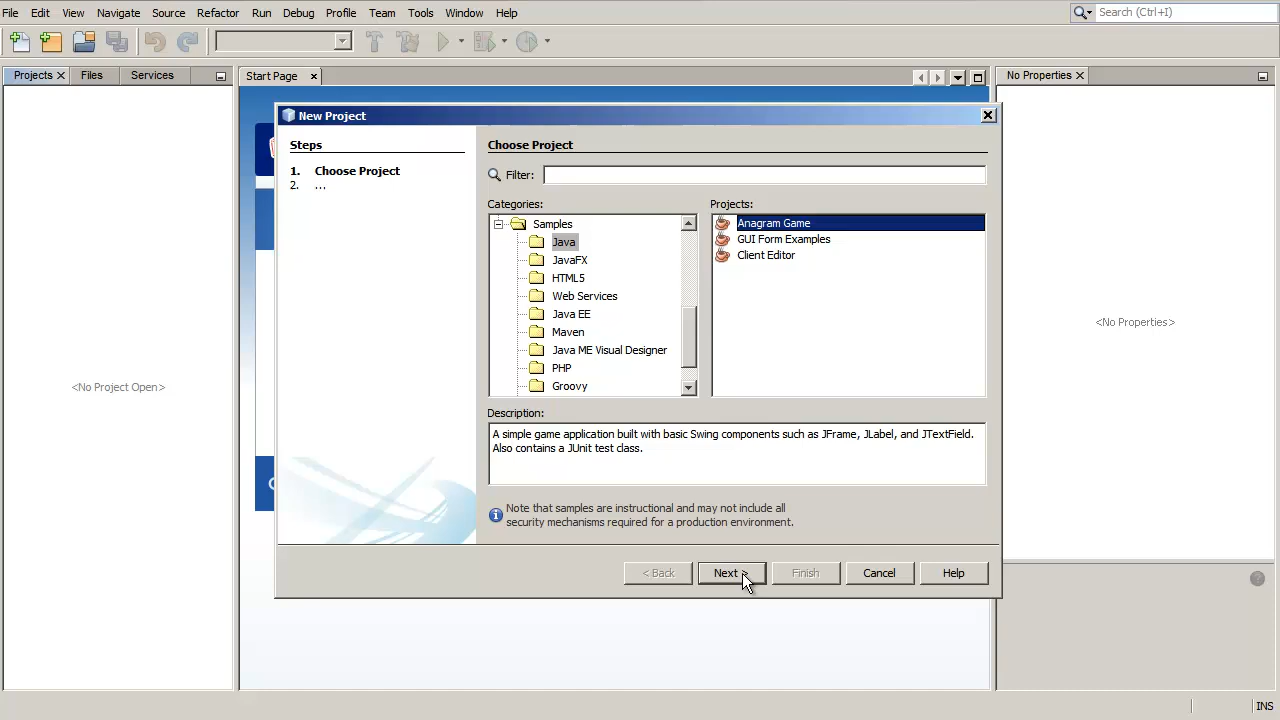 File Edit View Navigate Source Refactor Run Debug Profile Team Tools Window Help
Search (Ctrl+I)
Projects Files Services
Start Page
No Properties
New Project
Steps
1. Choose Project
2. ...
Choose Project
Filter:
Categories:
Samples
Java
JavaFX
HTML5
Web Services
Java EE
Maven
Java ME Visual Designer
PHP
Groovy
Projects:
Anagram Game
GUI Form Examples
Client Editor
Description:
A simple game application built with basic Swing components such as JFrame, JLabel, and JTextField.
Also contains a JUnit test class.
Note that samples are instructional and may not include all
security mechanisms required for a production environment.
< Back Next > Finish Cancel Help
<No Project Open>
<No Properties>
INS